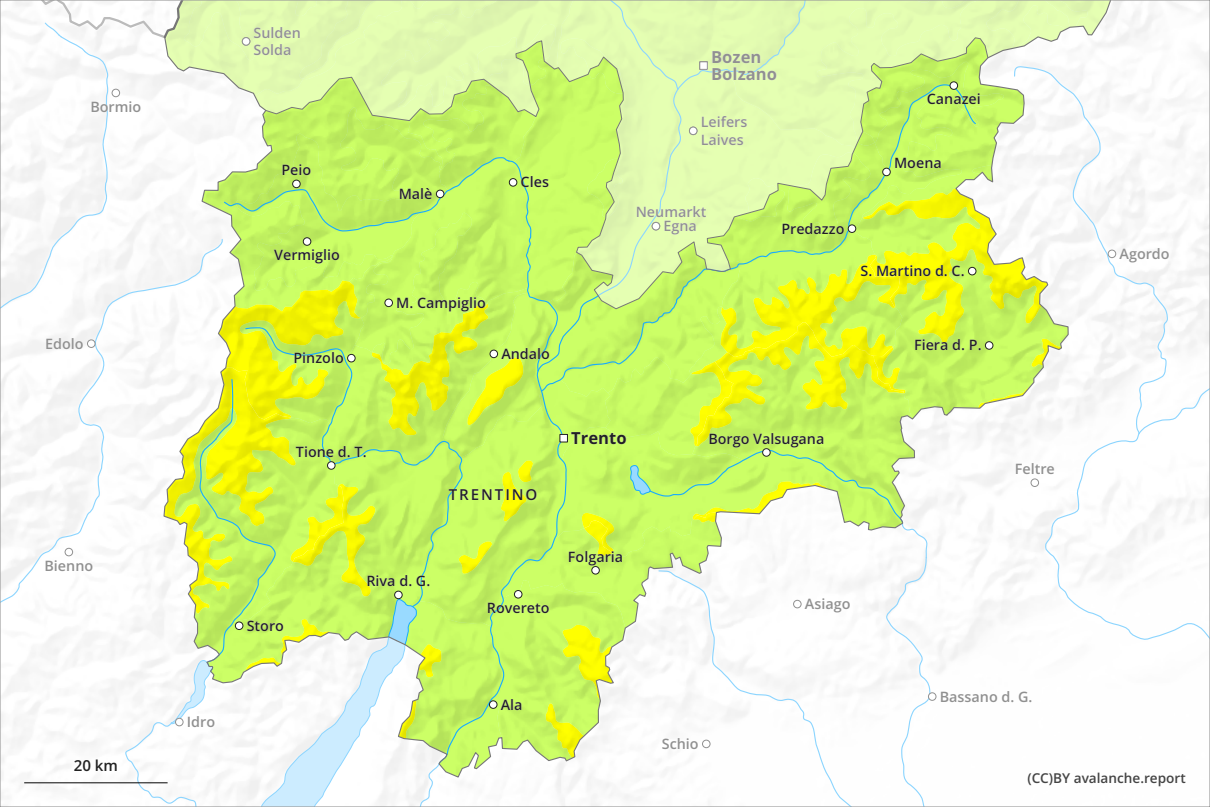 Sulden
Solda
Bozen
Bolzano
Bormio
Canazei
Leifers
Laives
Moena
Peio
Malè
Cles
Neumarkt
Egna
Predazzo
Vermiglio
Agordo
S. Martino d. C.
M. Campiglio
Edolo
Pinzolo
Andalo
Fiera d. P.
Trento
Borgo Valsugana
Tione d. T.
Feltre
TRENTINO
Bienno
Folgaria
Riva d. G.
Rovereto
Asiago
Storo
Bassano d. G.
Ala
Idro
Schio
20 km
(CC)BY avalanche.report